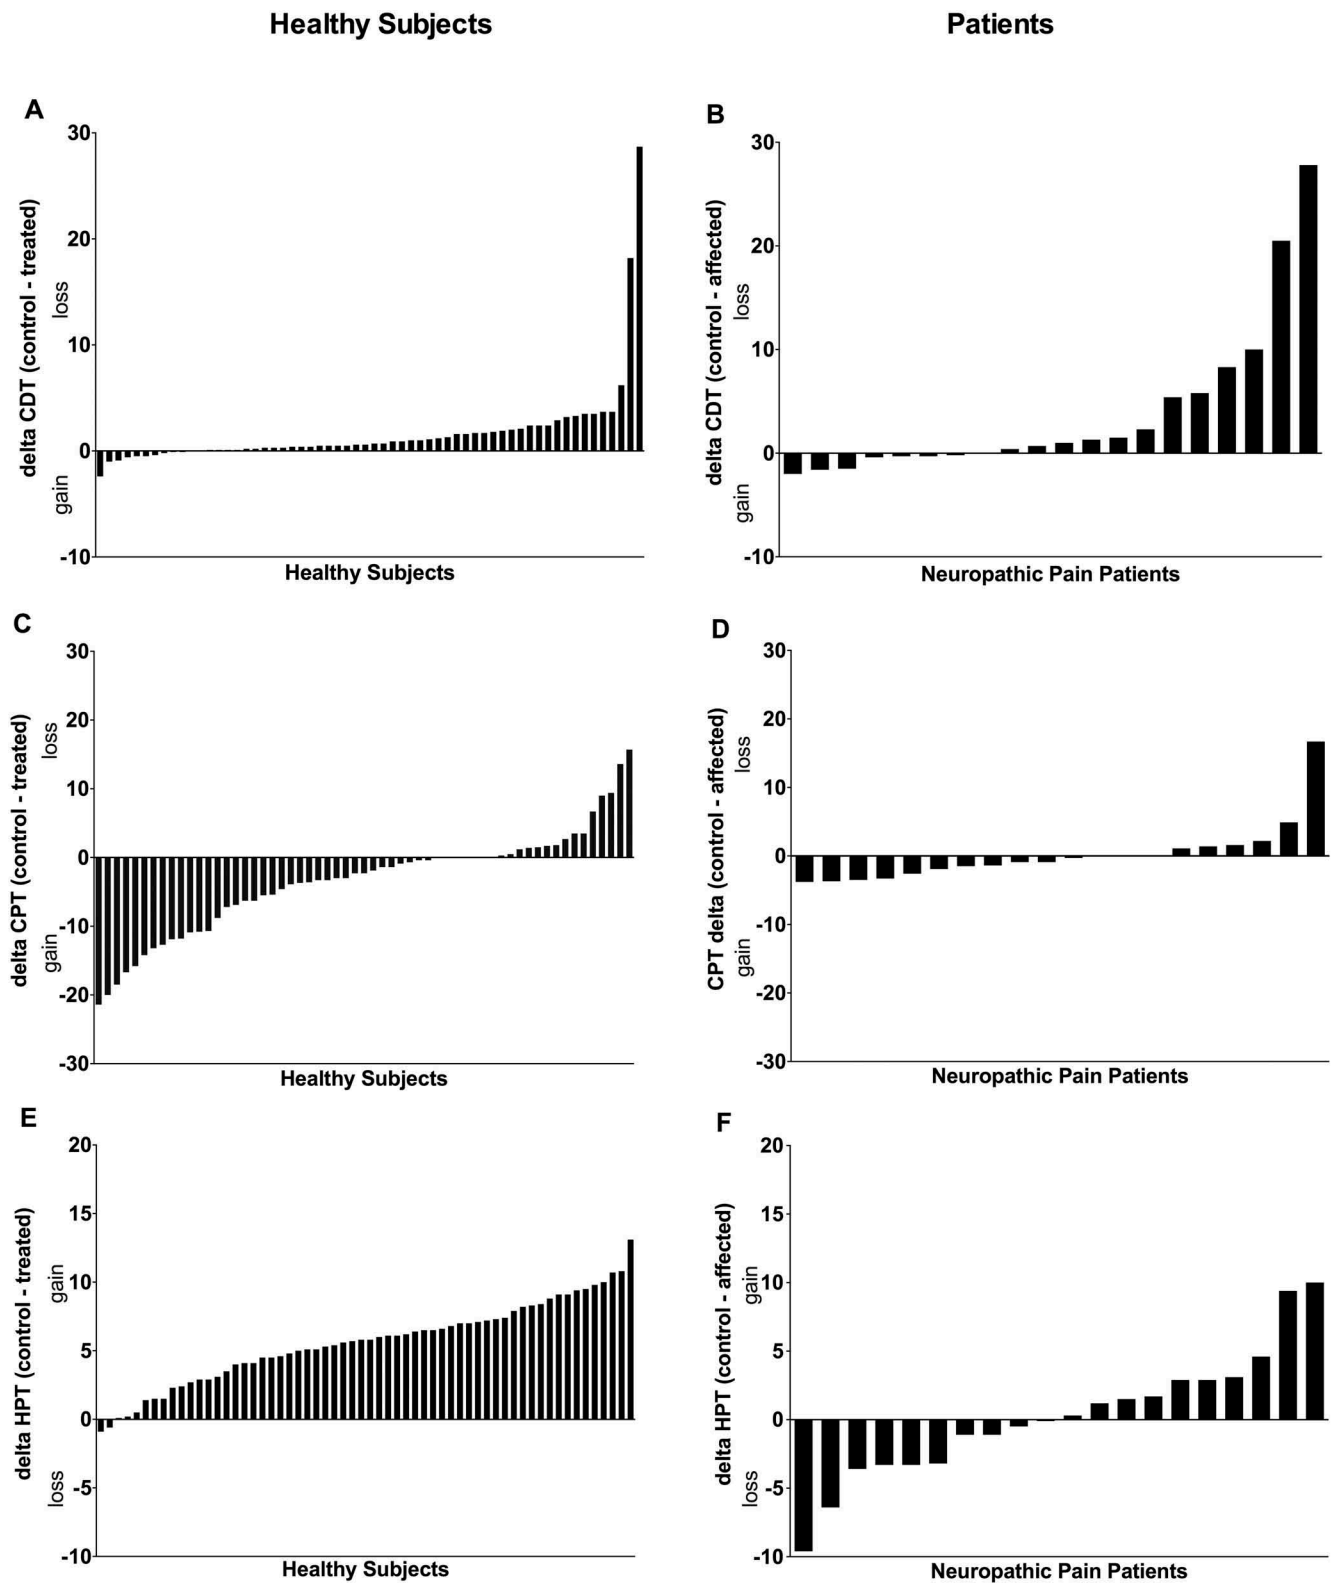 Healthy Subjects
Patients
A
30
20
10
0
-10
delta CDT (control - treated)
loss
gain
Healthy Subjects
B
30
20
10
0
-10
delta CDT (control - affected)
loss
gain
Neuropathic Pain Patients
C
30
20
10
0
-10
-20
-30
delta CPT (control - treated)
loss
gain
Healthy Subjects
D
30
20
10
0
-10
-20
-30
CPT delta (control - affected)
loss
gain
Neuropathic Pain Patients
E
20
15
10
5
0
-5
-10
delta HPT (control - treated)
gain
loss
Healthy Subjects
F
20
15
10
5
0
-5
-10
delta HPT (control - affected)
gain
loss
Neuropathic Pain Patients